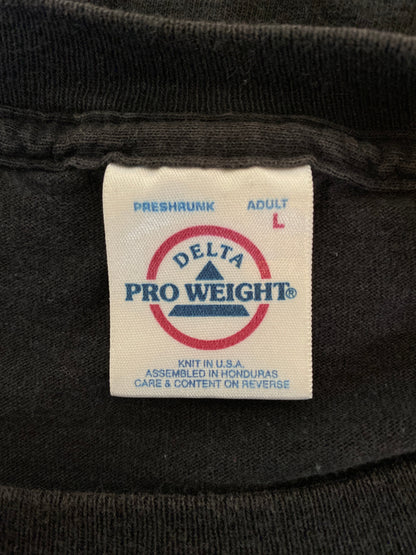 PRESHRUNK ADULT
L
DELTA
PRO WEIGHT®
KNIT IN U.S.A.
ASSEMBLED IN HONDURAS
CARE & CONTENT ON REVERSE